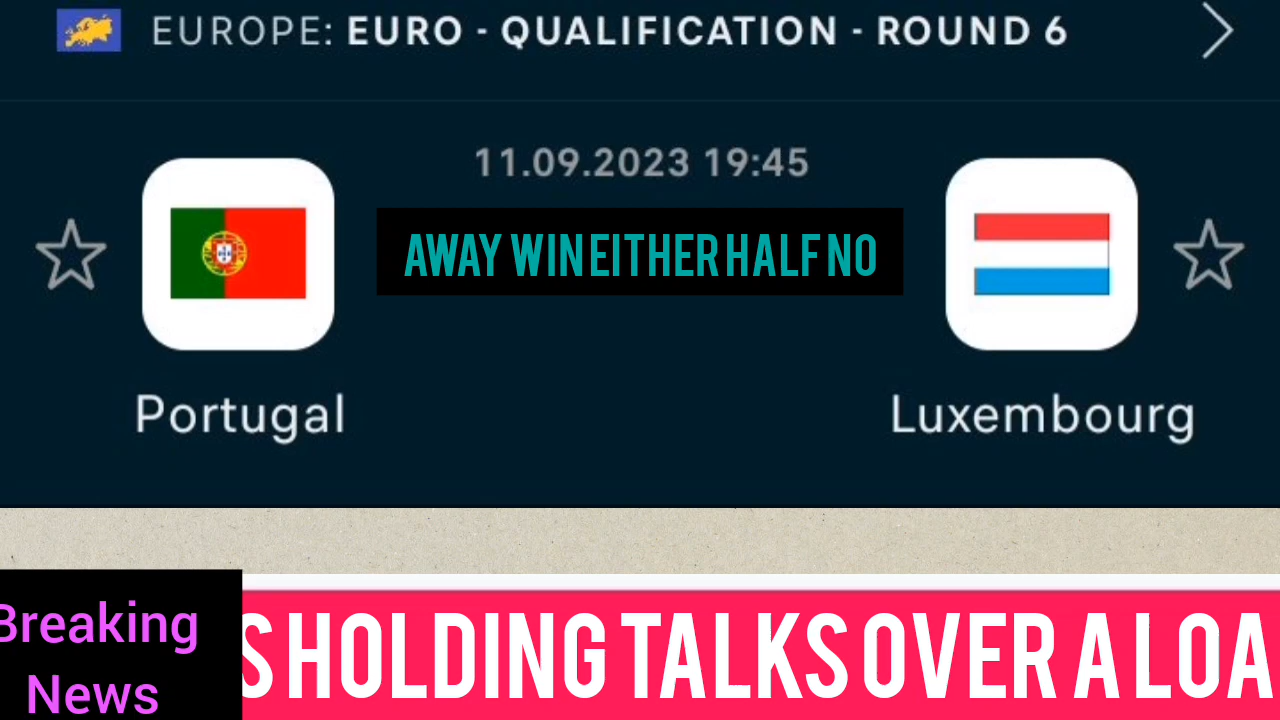 EUROPE: EURO - QUALIFICATION - ROUND 6
11.09.2023 19:45
AWAY WIN EITHER HALF NO
Portugal
Luxembourg
Breaking
News
S HOLDING TALKS OVER A LOA